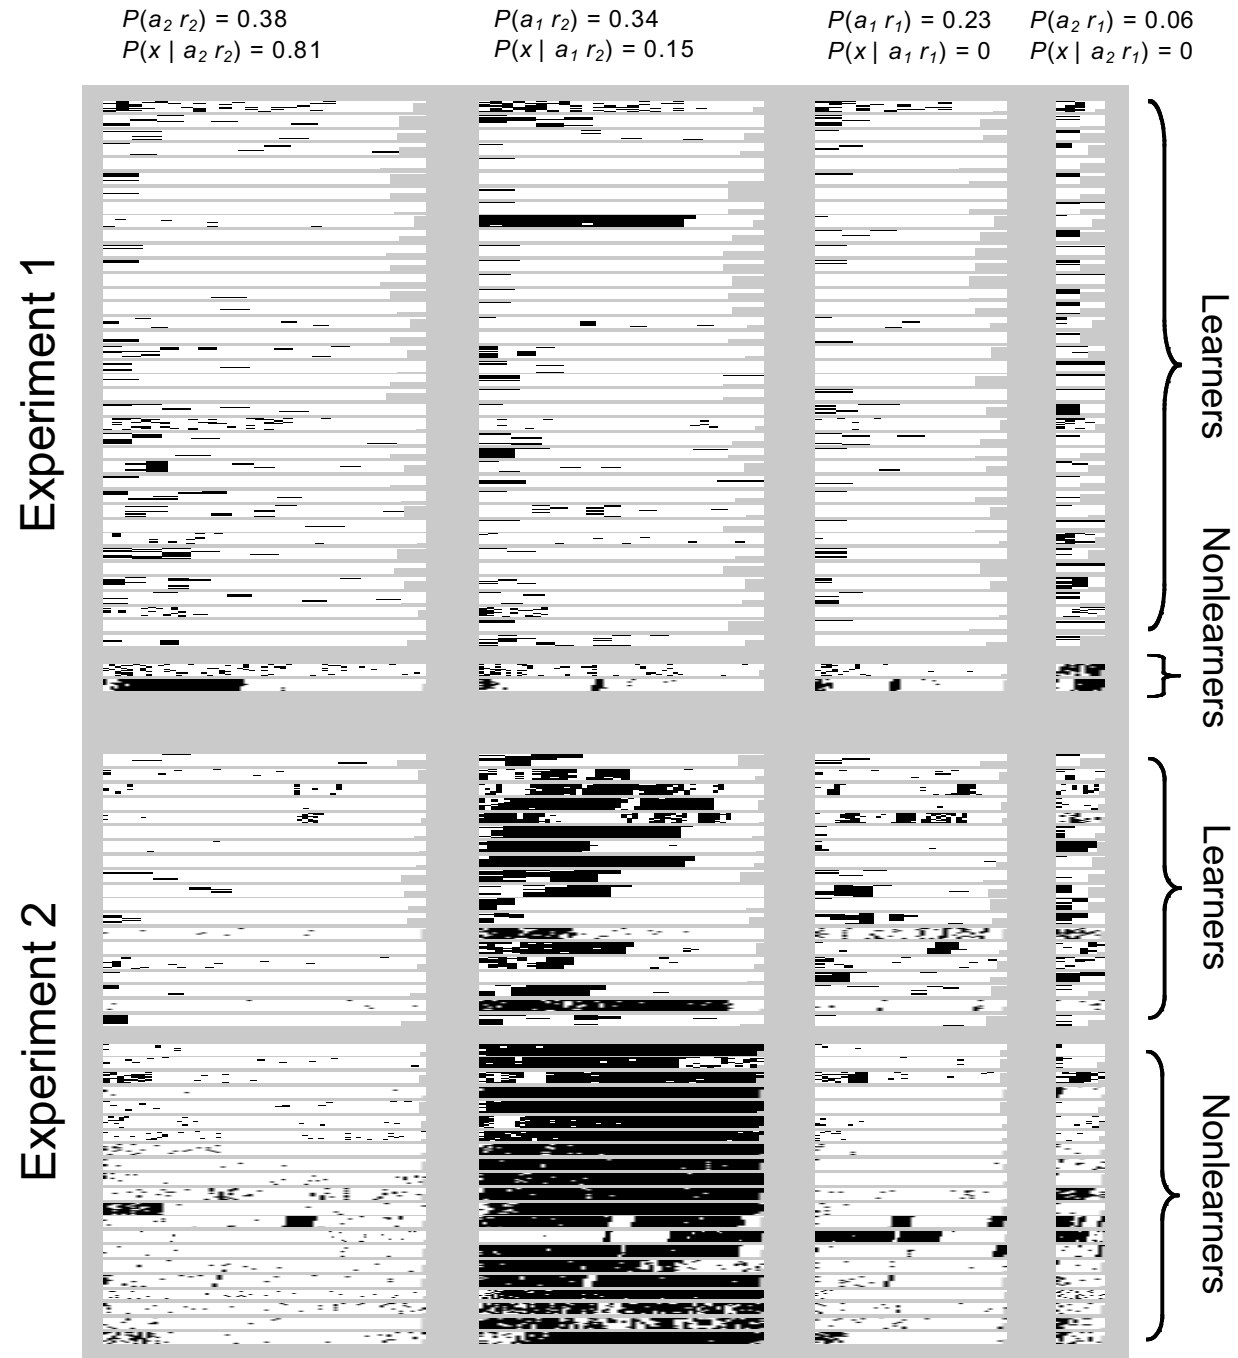 P(a2 r2) = 0.38
P(x | a2 r2) = 0.81
P(a1 r2) = 0.34
P(x | a1 r2) = 0.15
P(a1 r1) = 0.23
P(x | a1 r1) = 0
P(a2 r1) = 0.06
P(x | a2 r1) = 0
Experiment 1
Learners
Nonlearners
Experiment 2
Learners
Nonlearners